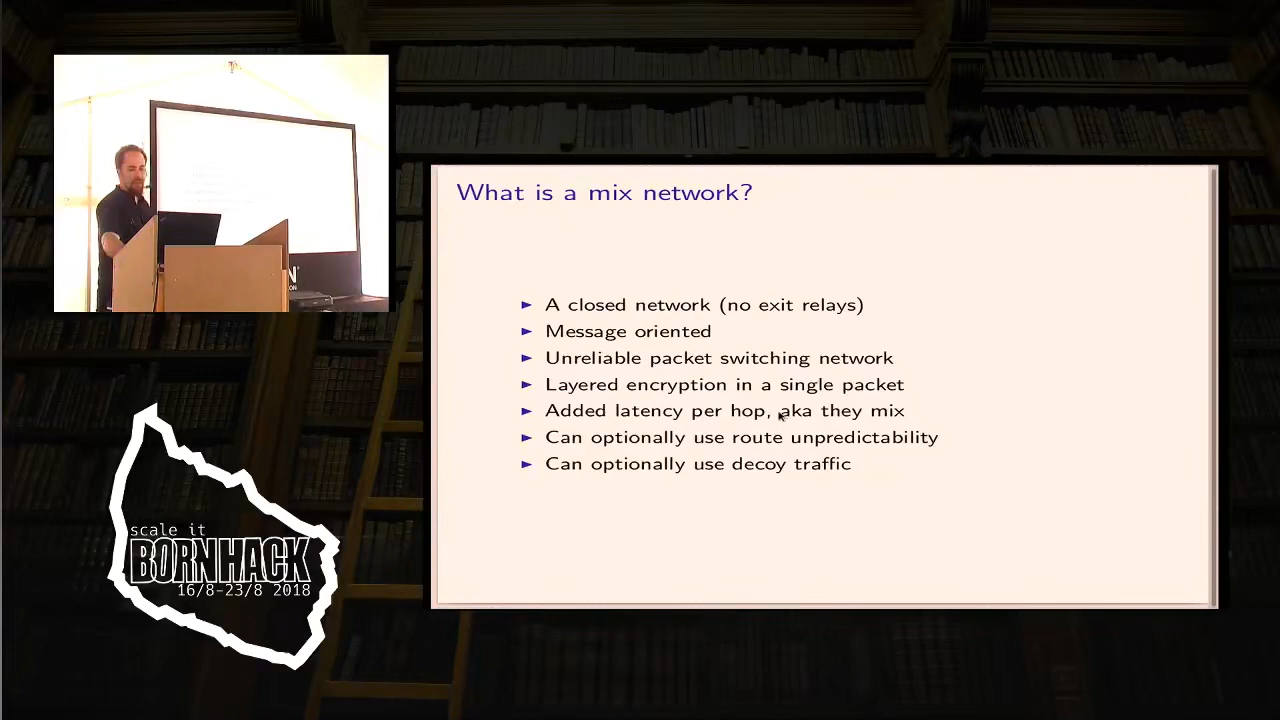 What is a mix network?
► A closed network (no exit relays)
► Message oriented
► Unreliable packet switching network
► Layered encryption in a single packet
► Added latency per hop, aka they mix
► Can optionally use route unpredictability
► Can optionally use decoy traffic
scale it
BORNHACK
16/8-23/8 2018